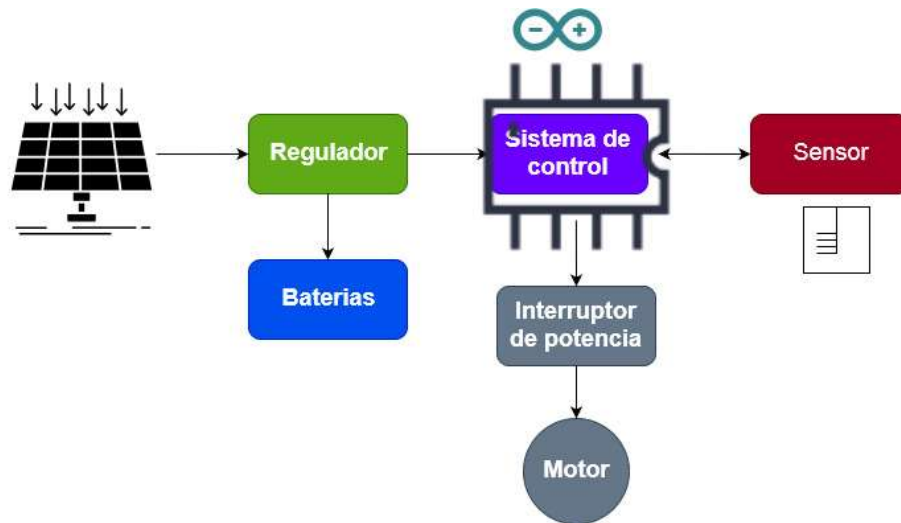 Regulador
Sistema de
control
Sensor
Baterias
Interruptor
de potencia
Motor